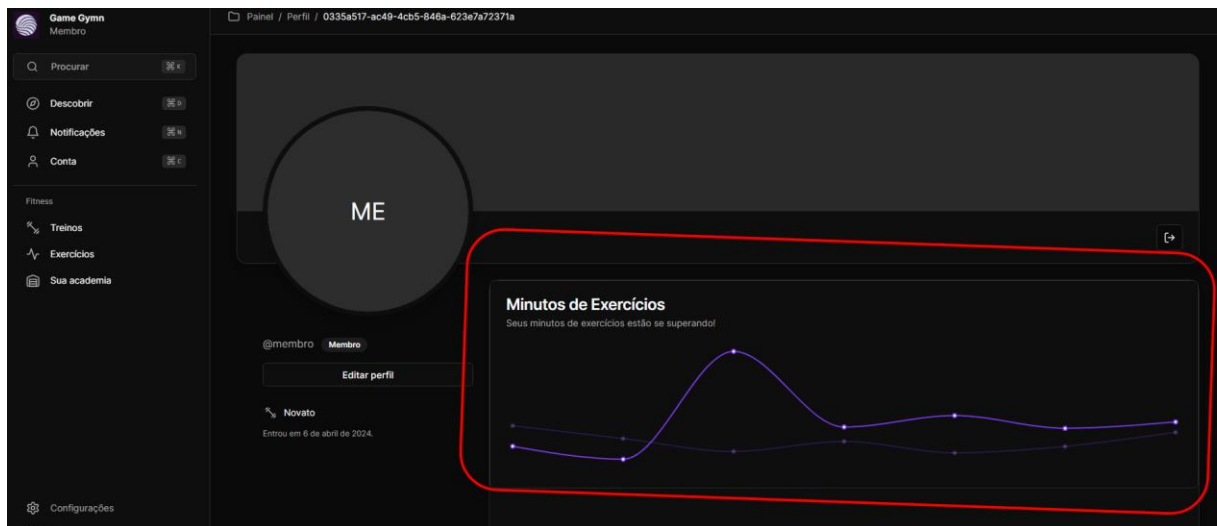 Game Gymn
Membro
Painel / Perfil / 0335a517-ac49-4cb5-846a-623e7a72371a
Procurar ⌘ K
Descobrir ⌘ D
Notificações ⌘ N
Conta ⌘ C
Fitness
Treinos
Exercícios
Sua academia
ME
@membro Membro
Editar perfil
Novato
Entrou em 6 de abril de 2024.
Minutos de Exercícios
Seus minutos de exercícios estão se superando!
Configurações